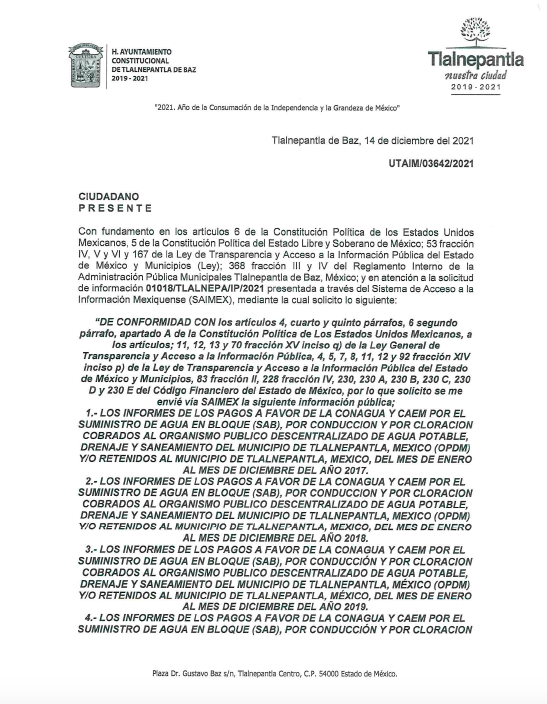 H. AYUNTAMIENTO
CONSTITUCIONAL
DE TLALNEPANTLA DE BAZ
2019 - 2021
Tlalnepantla
nuestra ciudad
2019 - 2021
"2021. Año de la Consumación de la Independencia y la Grandeza de México"
Tlalnepantla de Baz, 14 de diciembre del 2021
UTAIM/03642/2021
CIUDADANO
P R E S E N T E
Con fundamento en los artículos 6 de la Constitución Política de los Estados Unidos
Mexicanos, 5 de la Constitución Política del Estado Libre y Soberano de México; 53 fracción
IV, V y VI y 167 de la Ley de Transparencia y Acceso a la Información Pública del Estado
de México y Municipios (Ley); 368 fracción III y IV del Reglamento Interno de la
Administración Pública Municipales Tlalnepantla de Baz, México; y en atención a la solicitud
de información 01018/TLALNEPA/IP/2021 presentada a través del Sistema de Acceso a la
Información Mexiquense (SAIMEX), mediante la cual solicito lo siguiente:
"DE CONFORMIDAD CON los artículos 4, cuarto y quinto párrafos, 6 segundo
párrafo, apartado A de la Constitución Política de Los Estados Unidos Mexicanos, a
los artículos; 11, 12, 13 y 70 fracción XV inciso q) de la Ley General de
Transparencia y Acceso a la Información Pública, 4, 5, 7, 8, 11, 12 y 92 fracción XIV
inciso p) de la Ley de Transparencia y Acceso a la Información Pública del Estado
de México y Municipios, 83 fracción II, 228 fracción IV, 230, 230 A, 230 B, 230 C, 230
D y 230 E del Código Financiero del Estado de México, por lo que solicito se me
envié vía SAIMEX la siguiente información pública;
1.- LOS INFORMES DE LOS PAGOS A FAVOR DE LA CONAGUA Y CAEM POR EL
SUMINISTRO DE AGUA EN BLOQUE (SAB), POR CONDUCCION Y POR CLORACION
COBRADOS AL ORGANISMO PUBLICO DESCENTRALIZADO DE AGUA POTABLE,
DRENAJE Y SANEAMIENTO DEL MUNICIPIO DE TLALNEPANTLA, MEXICO (OPDM)
Y/O RETENIDOS AL MUNICIPIO DE TLALNEPANTLA, MEXICO, DEL MES DE ENERO
AL MES DE DICIEMBRE DEL AÑO 2017.
2.- LOS INFORMES DE LOS PAGOS A FAVOR DE LA CONAGUA Y CAEM POR EL
SUMINISTRO DE AGUA EN BLOQUE (SAB), POR CONDUCCION Y POR CLORACION
COBRADOS AL ORGANISMO PUBLICO DESCENTRALIZADO DE AGUA POTABLE,
DRENAJE Y SANEAMIENTO DEL MUNICIPIO DE TLALNEPANTLA, MEXICO (OPDM)
Y/O RETENIDOS AL MUNICIPIO DE TLALNEPANTLA, MEXICO, DEL MES DE ENERO
AL MES DE DICIEMBRE DEL AÑO 2018.
3.- LOS INFORMES DE LOS PAGOS A FAVOR DE LA CONAGUA Y CAEM POR EL
SUMINISTRO DE AGUA EN BLOQUE (SAB), POR CONDUCCIÓN Y POR CLORACION
COBRADOS AL ORGANISMO PUBLICO DESCENTRALIZADO DE AGUA POTABLE,
DRENAJE Y SANEAMIENTO DEL MUNICIPIO DE TLALNEPANTLA, MÉXICO (OPDM)
Y/O RETENIDOS AL MUNICIPIO DE TLALNEPANTLA, MEXICO, DEL MES DE ENERO
AL MES DE DICIEMBRE DEL AÑO 2019.
4.- LOS INFORMES DE LOS PAGOS A FAVOR DE LA CONAGUA Y CAEM POR EL
SUMINISTRO DE AGUA EN BLOQUE (SAB), POR CONDUCCIÓN Y POR CLORACION
Plaza Dr. Gustavo Baz s/n, Tlalnepantla Centro, C.P. 54000 Estado de México.